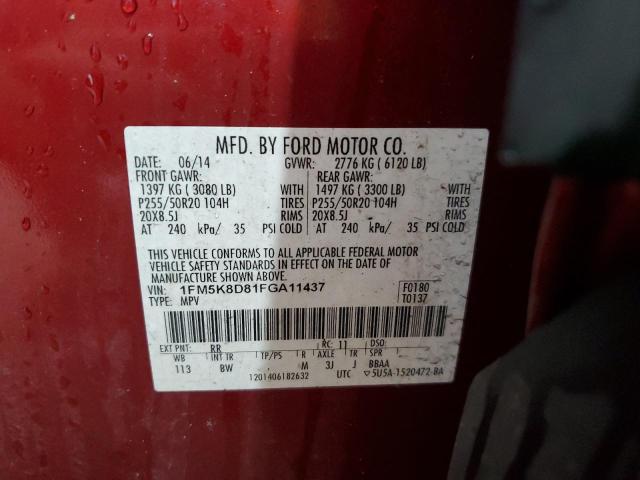 MFD. BY FORD MOTOR CO.
DATE: 06/14 GVWR: 2776 KG ( 6120 LB)
FRONT GAWR: REAR GAWR:
1397 KG ( 3080 LB) WITH 1497 KG ( 3300 LB) WITH
P255/50R20 104H TIRES P255/50R20 104H TIRES
20X8.5J RIMS 20X8.5J RIMS
AT 240 kPa/ 35 PSI COLD AT 240 kPa/ 35 PSI COLD
THIS VEHICLE CONFORMS TO ALL APPLICABLE FEDERAL MOTOR
VEHICLE SAFETY STANDARDS IN EFFECT ON THE DATE OF
MANUFACTURE SHOWN ABOVE.
VIN: 1FM5K8D81FGA11437 F0180
TYPE: MPV T0137
EXT PNT: RR RC: 11 DSO:
WB INT TR TP/PS R AXLE TR SPR
113 BW M 3J J BBAA
1201406182632 UTC ▽5U5A-1520472-BA